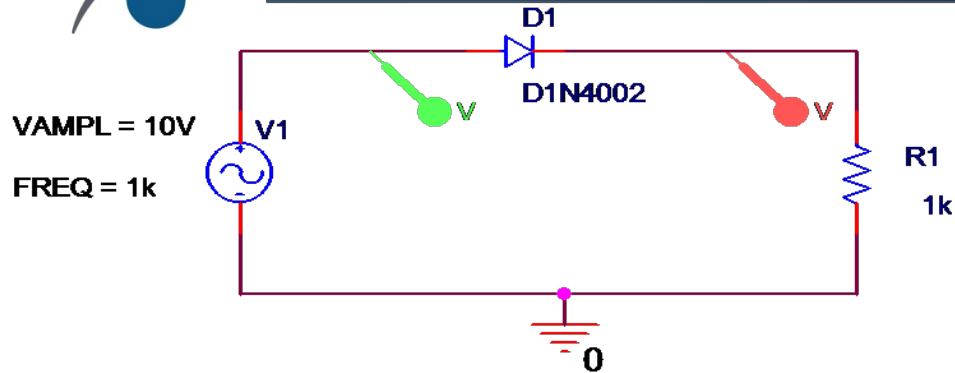 D1
D1N4002
V
V
VAMPL = 10V
V1
FREQ = 1k
R1
1k
0